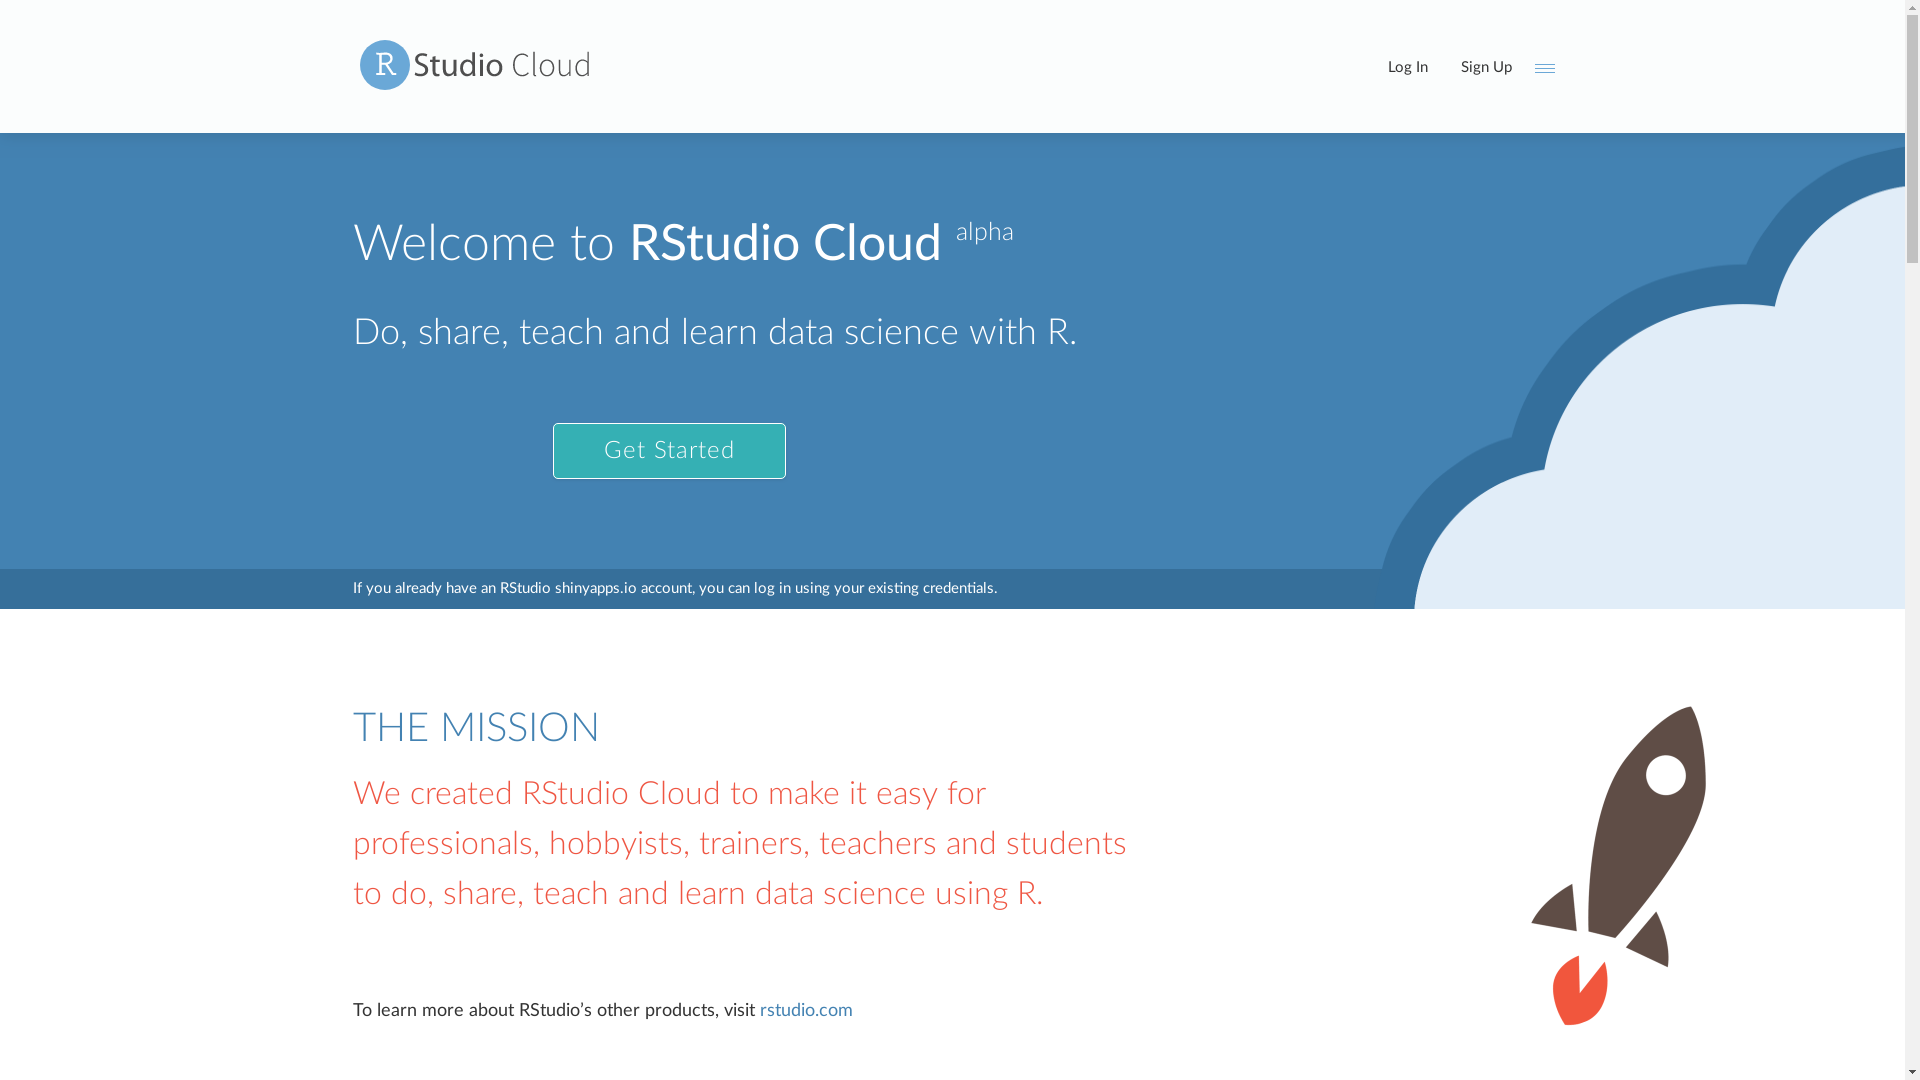 R Studio Cloud
Log In
Sign Up
Welcome to RStudio Cloud alpha
Do, share, teach and learn data science with R.
Get Started
If you already have an RStudio shinyapps.io account, you can log in using your existing credentials.
THE MISSION
We created RStudio Cloud to make it easy for
professionals, hobbyists, trainers, teachers and students
to do, share, teach and learn data science using R.
To learn more about RStudio’s other products, visit rstudio.com